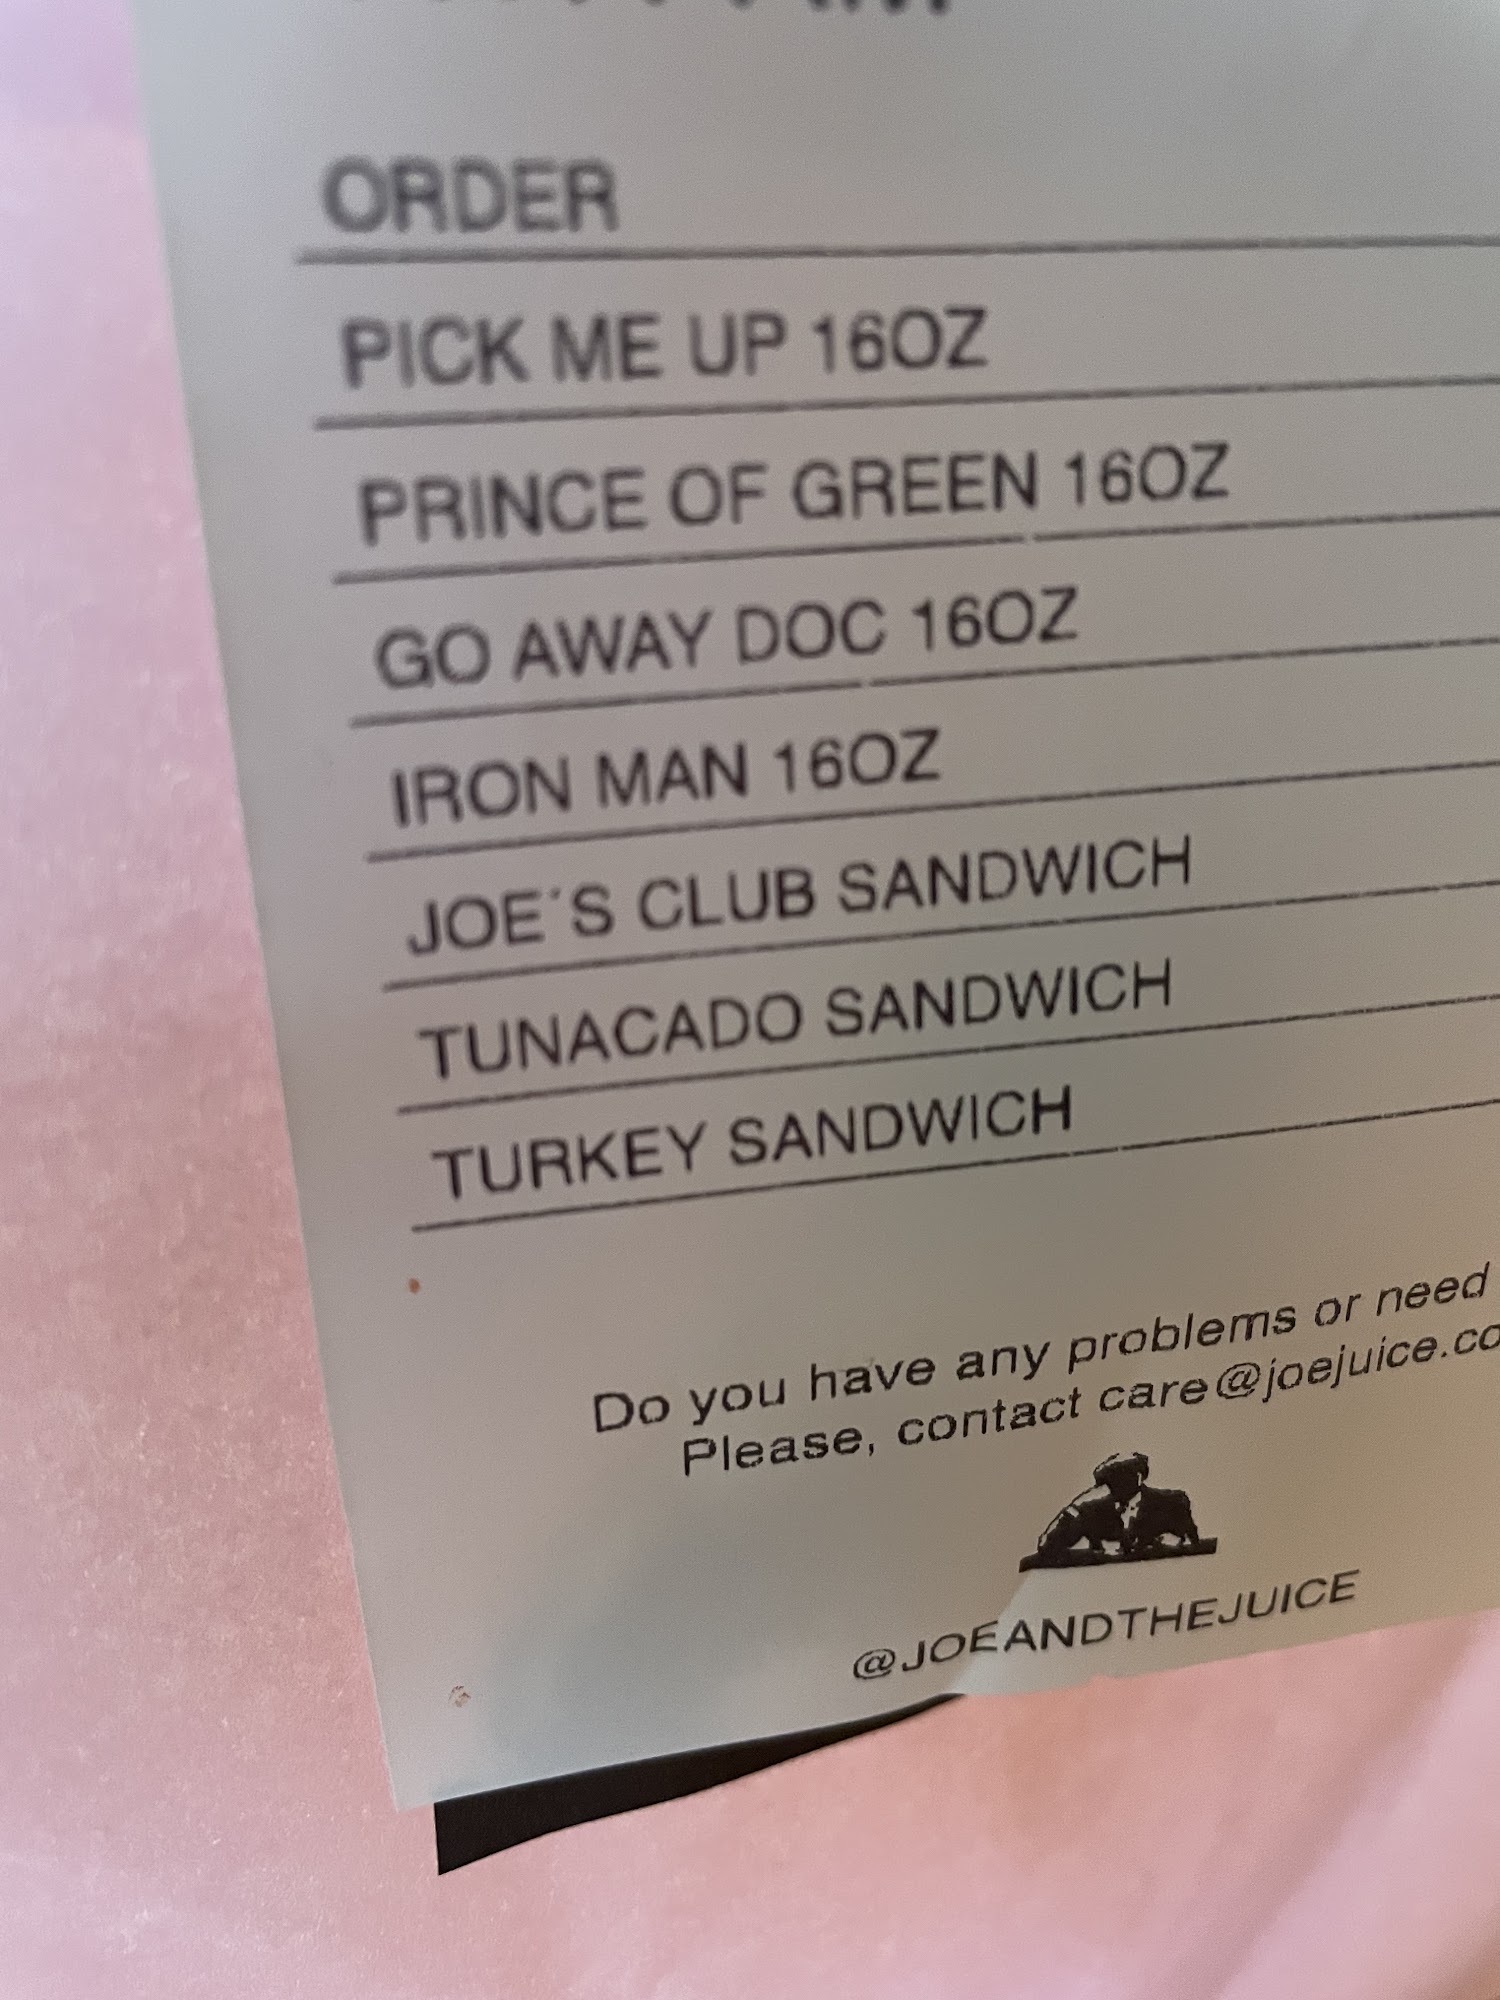 ORDER
PICK ME UP 16OZ
PRINCE OF GREEN 16OZ
GO AWAY DOC 16OZ
IRON MAN 16OZ
JOE´S CLUB SANDWICH
TUNACADO SANDWICH
TURKEY SANDWICH
Do you have any problems or need
Please, contact care@joejuice.co
@JOEANDTHEJUICE